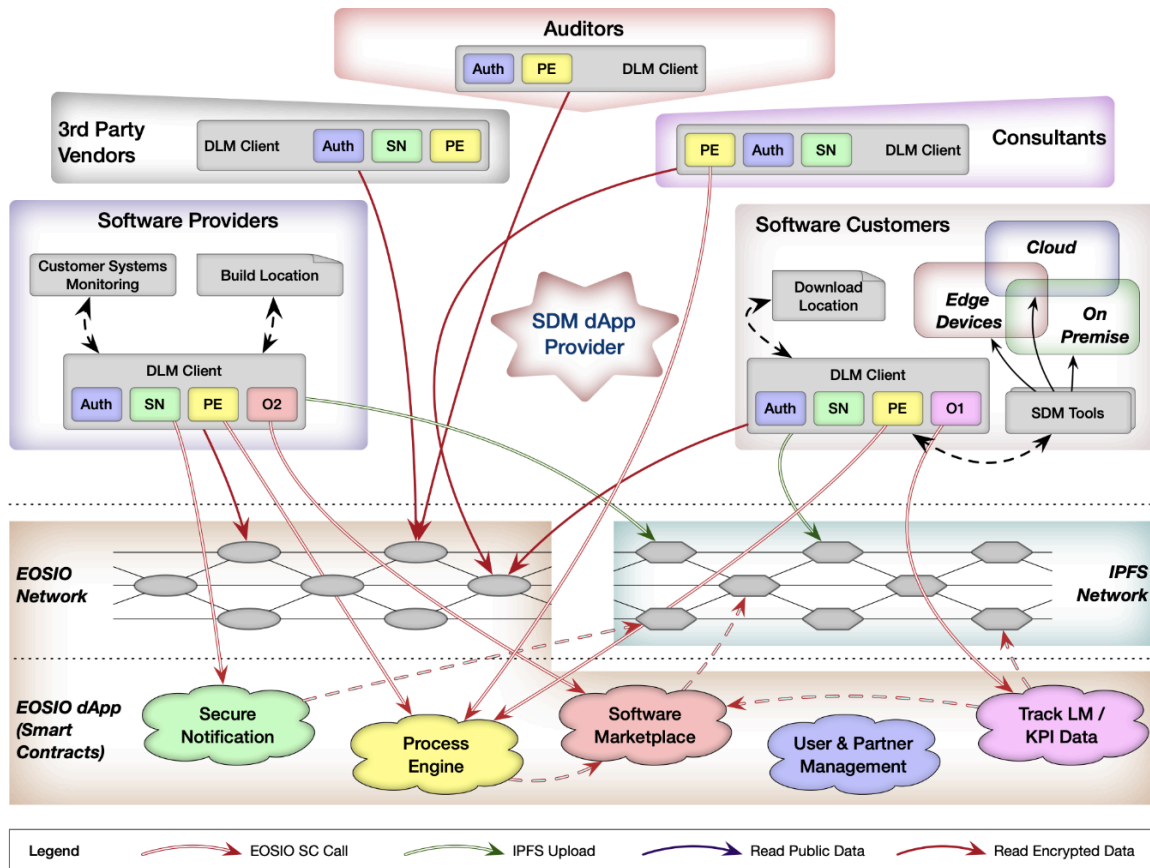 Auditors
Auth PE DLM Client
3rd Party
Vendors
DLM Client Auth SN PE
Consultants
PE Auth SN DLM Client
Software Providers
Customer Systems
Monitoring
Build Location
DLM Client
Auth SN PE O2
SDM dApp
Provider
Software Customers
Cloud
Download
Location
Edge
Devices
On
Premise
DLM Client
Auth SN PE O1
SDM Tools
EOSIO
Network
IPFS
Network
EOSIO dApp
(Smart
Contracts)
Secure
Notification
Process
Engine
Software
Marketplace
User & Partner
Management
Track LM /
KPI Data
Legend EOSIO SC Call IPFS Upload Read Public Data Read Encrypted Data